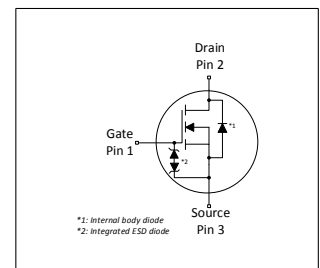 Drain
Pin 2
*1
Gate
Pin 1
*2
Source
Pin 3
*1: Internal body diode
*2: Integrated ESD diode